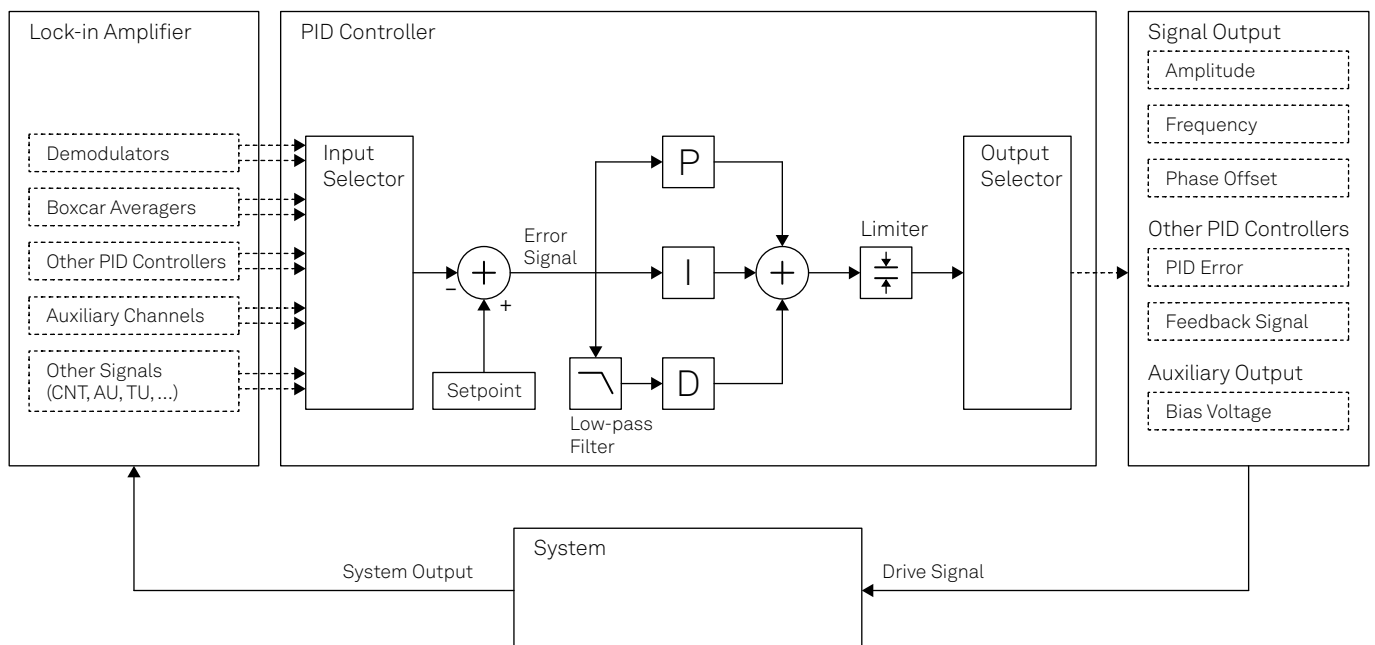 Lock-in Amplifier
Demodulators
Boxcar Averagers
Other PID Controllers
Auxiliary Channels
Other Signals
(CNT, AU, TU, ...)
PID Controller
Input
Selector
-
+
+
Setpoint
Error
Signal
Low-pass
Filter
P
I
D
+
Limiter
Output
Selector
Signal Output
Amplitude
Frequency
Phase Offset
Other PID Controllers
PID Error
Feedback Signal
Auxiliary Output
Bias Voltage
System Output
System
Drive Signal